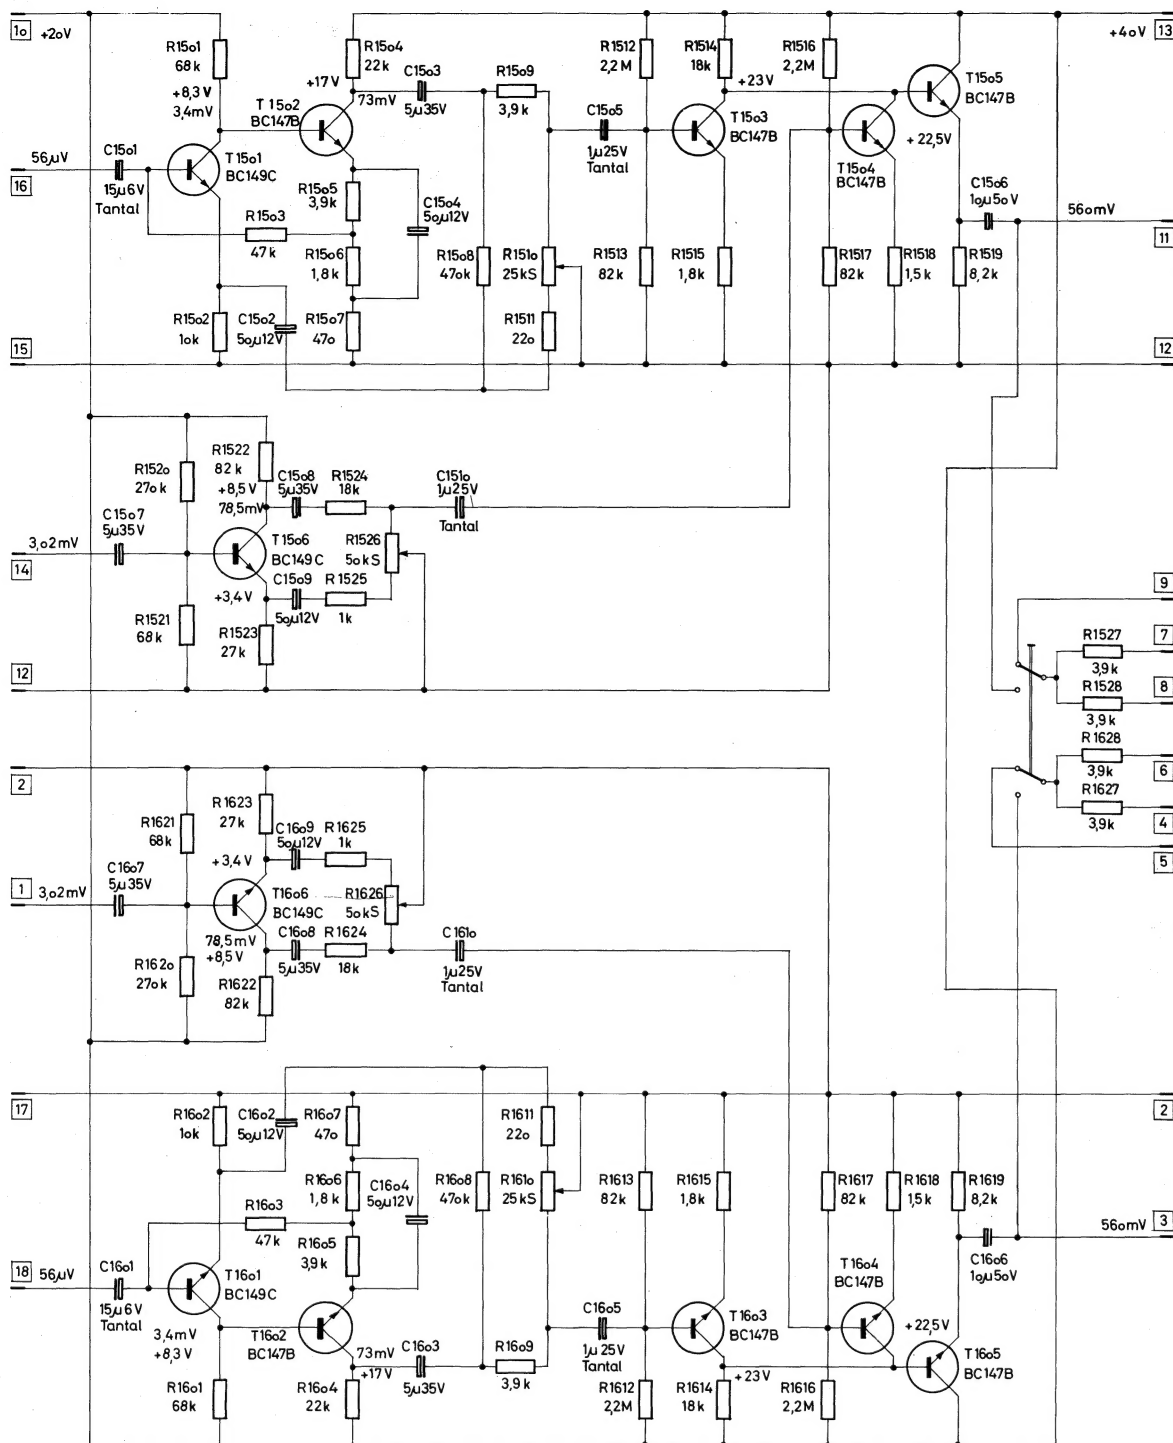 10 +20V
R1501
68k
+8,3V
3,4mV
56µV
16
C1501
15µ6V
Tantal
T1501
BC149C
R1503
47k
R1502
10k
C1502
50µ12V
15
R1504
22k
+17V
73mV
T 1502
BC147B
C1503
5µ35V
R1505
3,9k
R1506
1,8k
C1504
50µ12V
R1507
470
R1509
3,9k
R1508
470k
R1510
25kS
R1511
220
C1505
1µ25V
Tantal
R1512
2,2M
R1513
82k
R1514
18k
+23V
T1503
BC147B
R1515
1,8k
R1516
2,2M
T1504
BC147B
R1517
82k
R1518
1,5k
T1505
BC147B
+22,5V
C1506
10µ50V
R1519
8,2k
+40V 13
560mV
11
12
R1520
270k
C1507
5µ35V
3,02mV
14
R1521
68k
R1522
82k
+8,5V
78,5mV
T1506
BC149C
+3,4V
R1523
27k
C1508
5µ35V
R1524
18k
C1509
50µ12V
R1525
1k
R1526
50kS
C1510
1µ25V
Tantal
12
9
R1527
3,9k
7
R1528
3,9k
8
R1628
3,9k
6
R1627
3,9k
4
5
2
R1621
68k
C1607
5µ35V
1 3,02mV
R1620
270k
R1623
27k
+3,4V
T1606
BC149C
78,5mV
+8,5V
R1622
82k
C1609
50µ12V
R1625
1k
R1626
50kS
C1608
5µ35V
R1624
18k
C1610
1µ25V
Tantal
17
R1602
10k
C1602
50µ12V
R1607
470
R1606
1,8k
C1604
50µ12V
R1603
47k
R1605
3,9k
18 56µV
C1601
15µ6V
Tantal
T1601
BC149C
3,4mV
+8,3V
R1601
68k
T1602
BC147B
73mV
+17V
R1604
22k
C1603
5µ35V
R1608
470k
R1611
220
R1610
25kS
R1609
3,9k
C1605
1µ25V
Tantal
R1613
82k
R1612
2,2M
R1615
1,8k
T1603
BC147B
+23V
R1614
18k
R1617
82k
R1618
1,5k
R1619
8,2k
T1604
BC147B
R1616
2,2M
+22,5V
T1605
BC147B
C1606
10µ50V
2
560mV
3